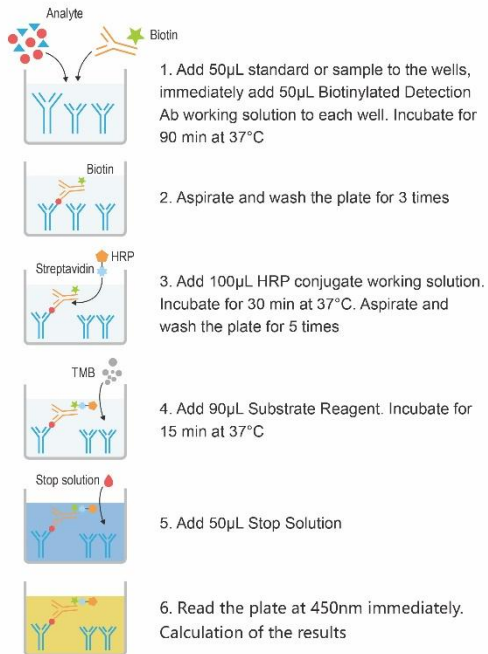 Analyte
Biotin
1. Add 50μL standard or sample to the wells,
immediately add 50μL Biotinylated Detection
Ab working solution to each well. Incubate for
90 min at 37°C
Biotin
2. Aspirate and wash the plate for 3 times
HRP
Streptavidin
3. Add 100μL HRP conjugate working solution.
Incubate for 30 min at 37°C. Aspirate and
wash the plate for 5 times
TMB
4. Add 90μL Substrate Reagent. Incubate for
15 min at 37°C
Stop solution
5. Add 50μL Stop Solution
6. Read the plate at 450nm immediately.
Calculation of the results